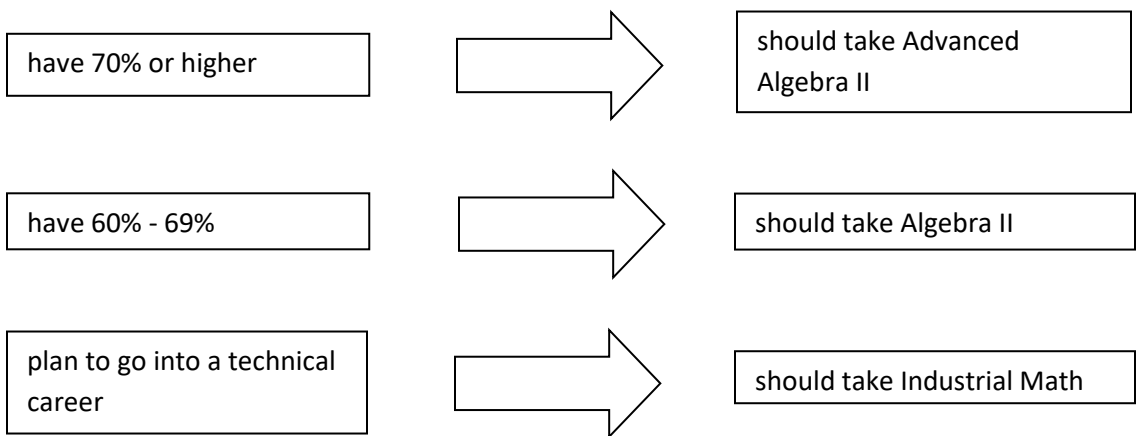 have 70% or higher
should take Advanced
Algebra II
have 60% - 69%
should take Algebra II
plan to go into a technical
career
should take Industrial Math